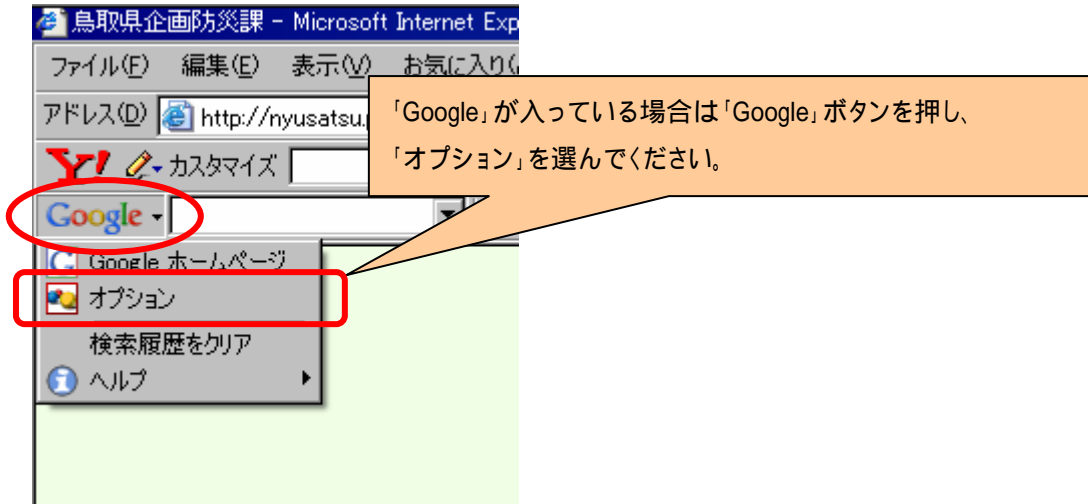 鳥取県企画防災課 - Microsoft Internet Exp
ファイル(F) 編集(E) 表示(V) お気に入り(
アドレス(D) http://nyusatsu.
「Google」が入っている場合は「Google」ボタンを押し、
「オプション」を選んでください。
Y! カスタマイズ
Google
Google ホームページ
オプション
検索履歴をクリア
ヘルプ